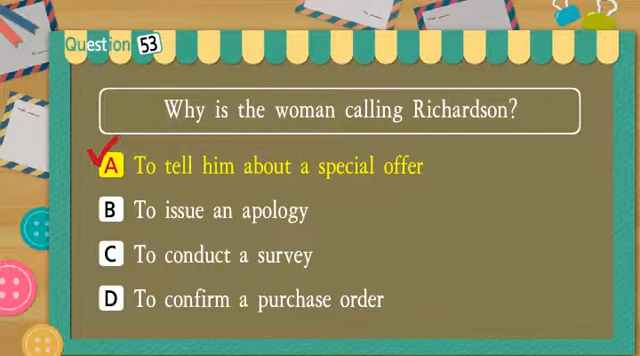 Question 53
Why is the woman calling Richardson?
A To tell him about a special offer
B To issue an apology
C To conduct a survey
D To confirm a purchase order